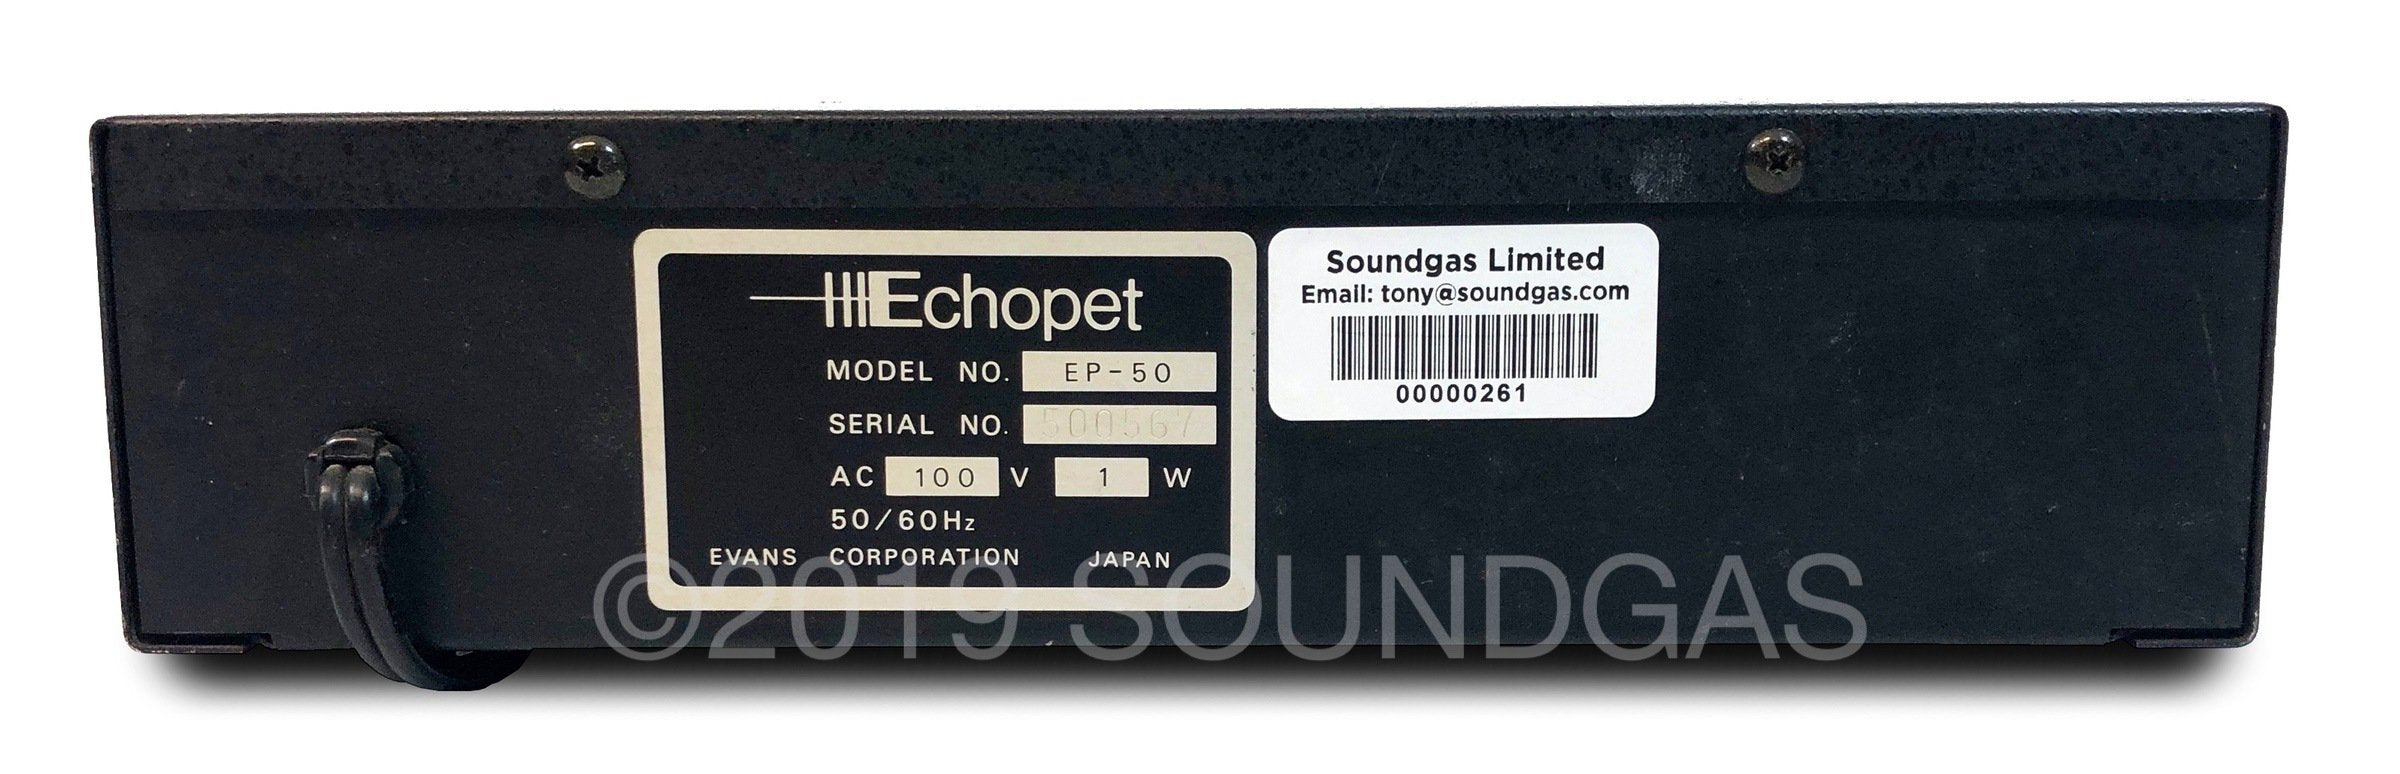 Echopet
MODEL NO. EP-50
SERIAL NO. 500567
AC 100 V 1 W
50/60Hz
EVANS CORPORATION JAPAN
Soundgas Limited
Email: tony@soundgas.com
00000261
©2019 SOUNDGAS